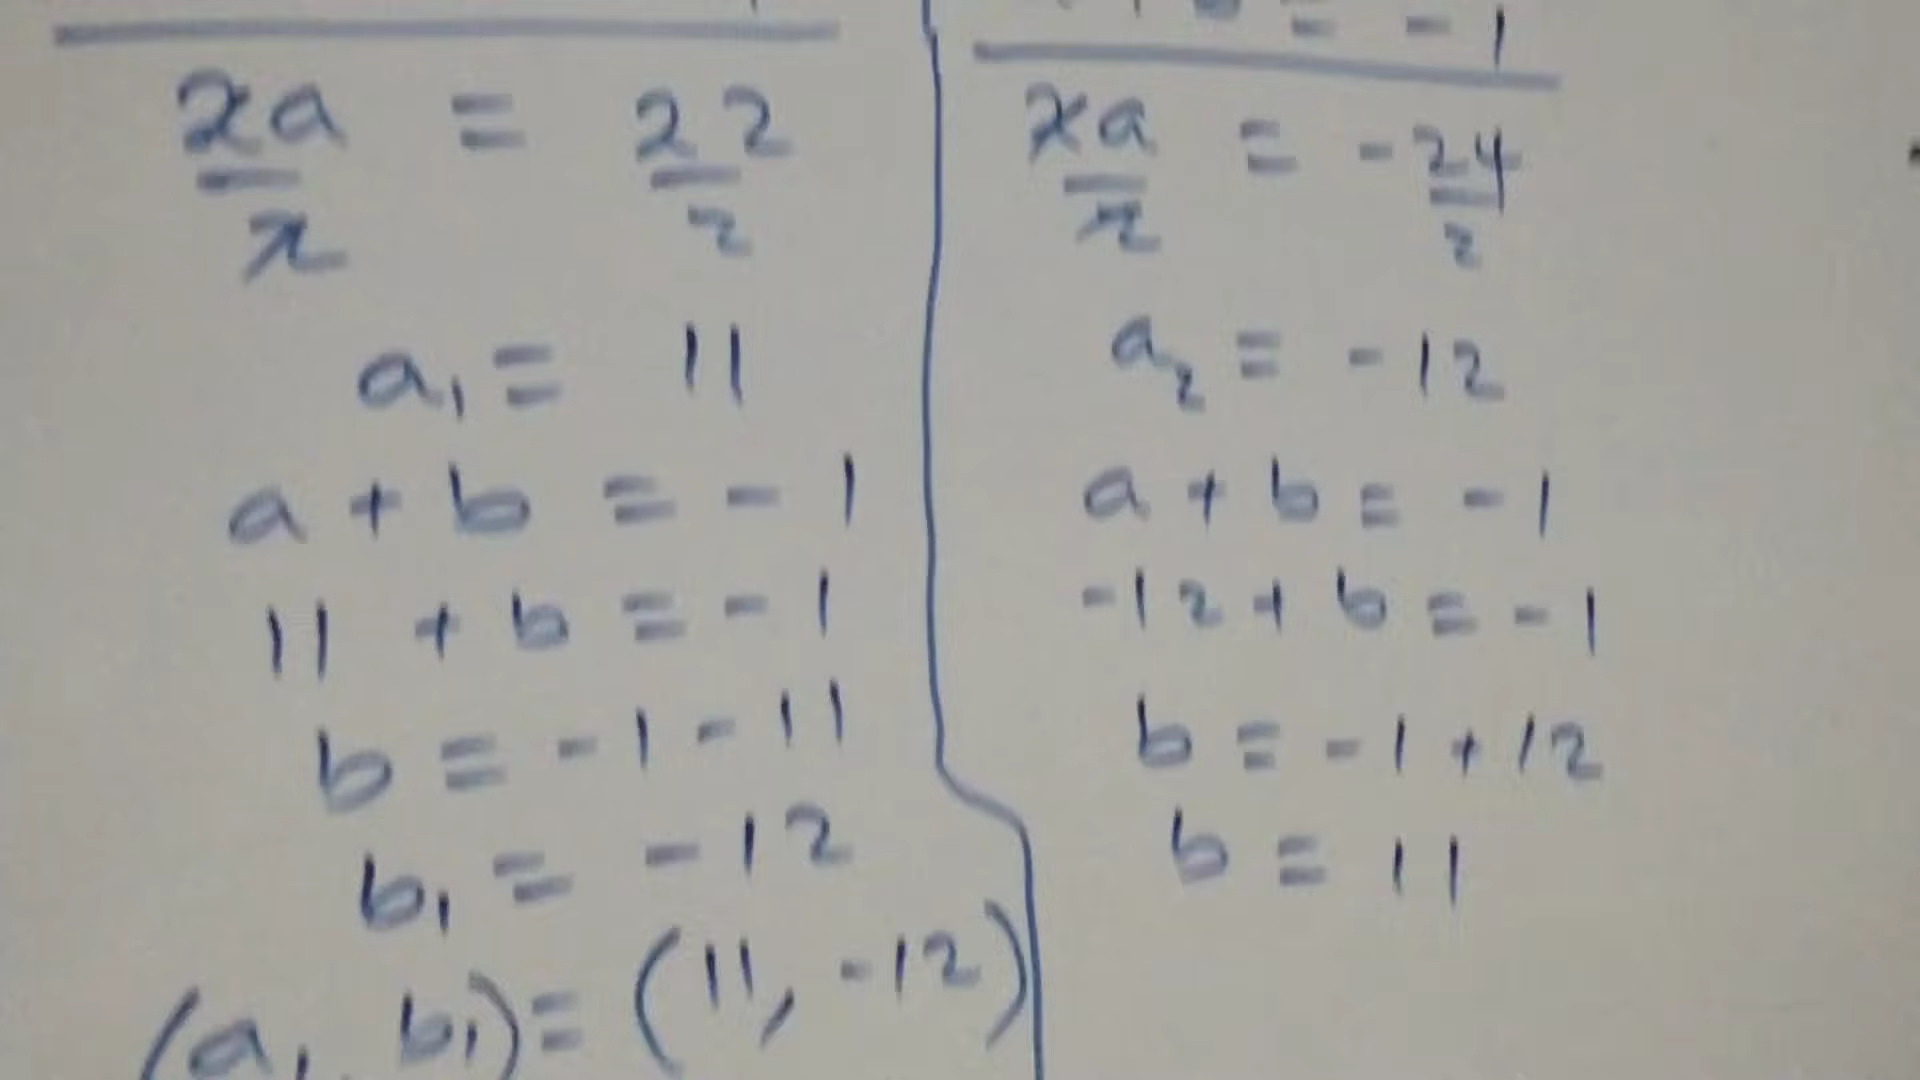 2a/2 = 22/2
a₁ = 11
a + b = - 1
11 + b = - 1
b = - 1 - 11
b₁ = - 12
(a₁, b₁) = (11, -12)
= - 1
2a/2 = - 24/2
a₂ = - 12
a + b = - 1
-12 + b = - 1
b = - 1 + 12
b = 11